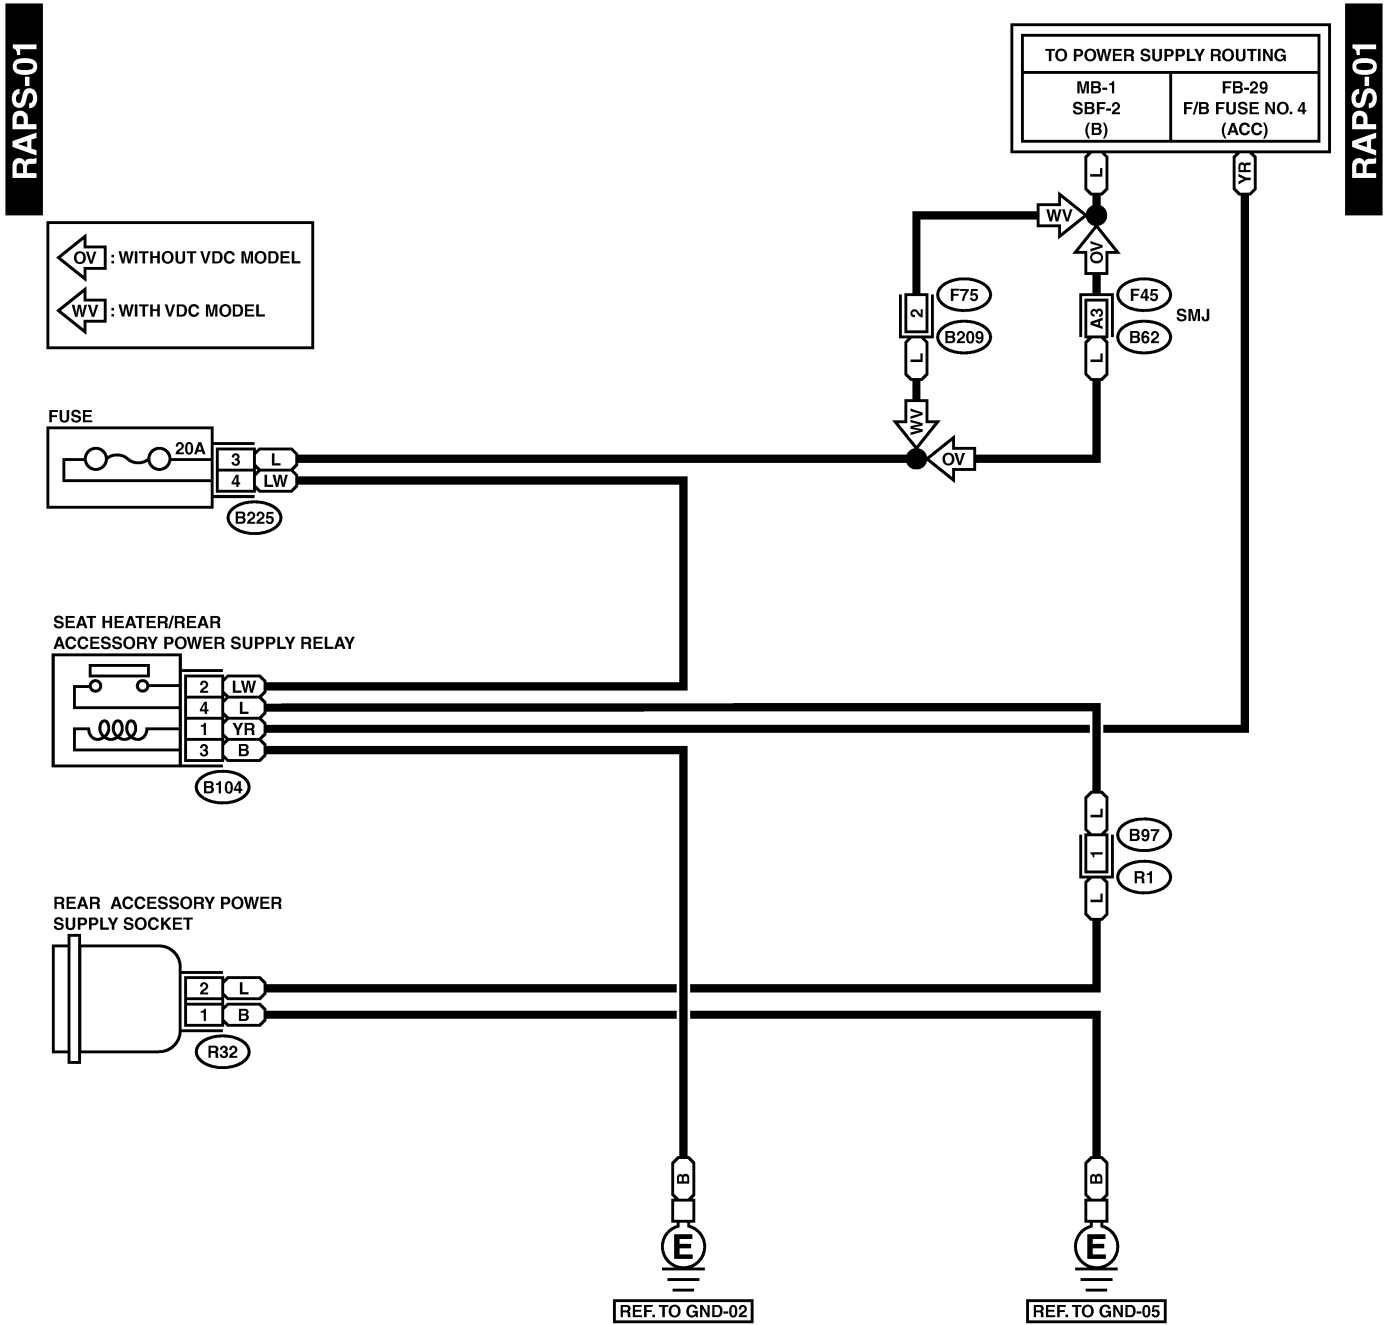 RAPS-01
RAPS-01
TO POWER SUPPLY ROUTING
MB-1
SBF-2
(B)
FB-29
F/B FUSE NO. 4
(ACC)
L
YR
WV
OV
OV : WITHOUT VDC MODEL
WV : WITH VDC MODEL
2
F75
B209
A3
F45
B62
SMJ
L
L
WV
OV
FUSE
20A
3 L
4 LW
B225
SEAT HEATER/REAR
ACCESSORY POWER SUPPLY RELAY
2 LW
4 L
1 YR
3 B
B104
L
1
B97
R1
L
REAR ACCESSORY POWER
SUPPLY SOCKET
2 L
1 B
R32
B
B
E
E
REF. TO GND-02
REF. TO GND-05